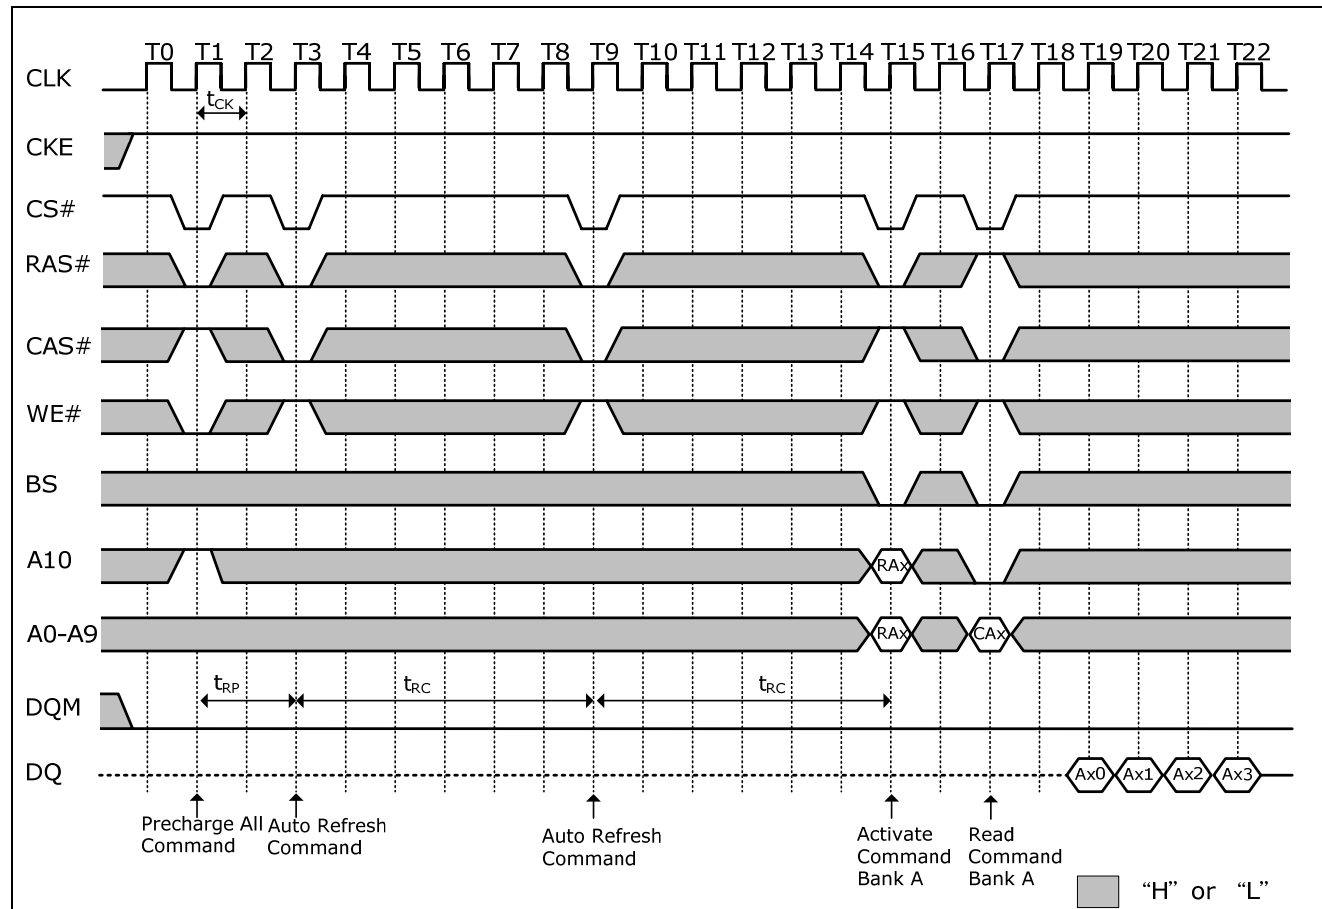 T0 T1 T2 T3 T4 T5 T6 T7 T8 T9 T10 T11 T12 T13 T14 T15 T16 T17 T18 T19 T20 T21 T22
CLK
tCK
CKE
CS#
RAS#
CAS#
WE#
BS
A10
RAx
A0-A9
RAx CAx
tRP tRC tRC
DQM
DQ
Ax0 Ax1 Ax2 Ax3
Precharge All
Command
Auto Refresh
Command
Auto Refresh
Command
Activate
Command
Bank A
Read
Command
Bank A
“H” or “L”